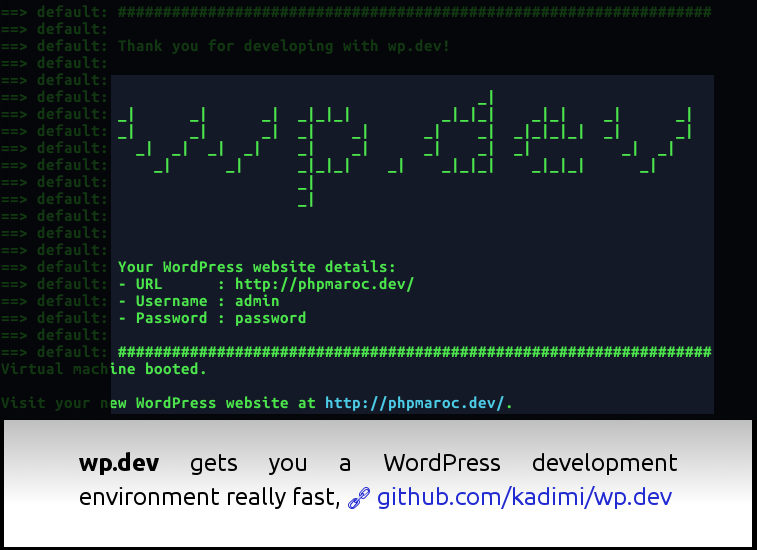 ==> default: ##################################################################
==> default:
==> default: Thank you for developing with wp.dev!
==> default:
==> default:
==> default:                                         _|
==> default: _|      _|      _|  _|_|_|          _|_|_|    _|_|    _|      _|
==> default: _|      _|      _|  _|    _|      _|    _|  _|_|_|_|  _|      _|
==> default:   _|  _|  _|  _|    _|    _|      _|    _|  _|          _|  _|
==> default:     _|      _|      _|_|_|    _|    _|_|_|    _|_|_|      _|
==> default:                     _|
==> default:                     _|
==> default:
==> default:
==> default:
==> default: Your WordPress website details:
==> default: - URL      : http://phpmaroc.dev/
==> default: - Username : admin
==> default: - Password : password
==> default:
==> default: ##################################################################
Virtual machine booted.
Visit your new WordPress website at http://phpmaroc.dev/.
wp.dev gets you a WordPress development
environment really fast, github.com/kadimi/wp.dev